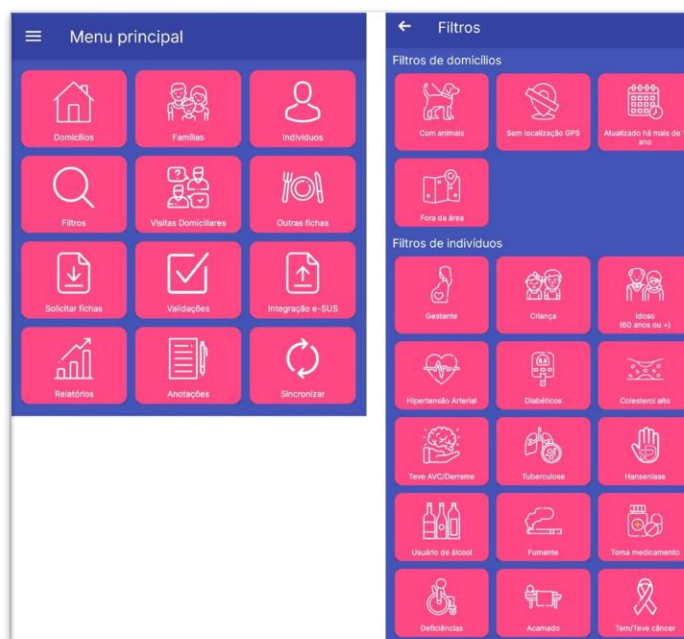 Menu principal
Domicílios
Famílias
Indivíduos
Filtros
Visitas Domiciliares
Outras fichas
Solicitar fichas
Validações
Integração e-SUS
Relatórios
Anotações
Sincronizar
Filtros
Filtros de domicílios
Com animais
Sem localização GPS
Atualizado há mais de
ano
Fora da área
Filtros de indivíduos
Gestante
Criança
Idoso
(60 anos ou +)
Hipertensão Arterial
Diabéticos
Colesterol alto
Teve AVC/Derrame
Tuberculose
Hanseníase
Usuário de álcool
Fumante
Toma medicamento
Deficiências
Acamado
Tem/Teve câncer